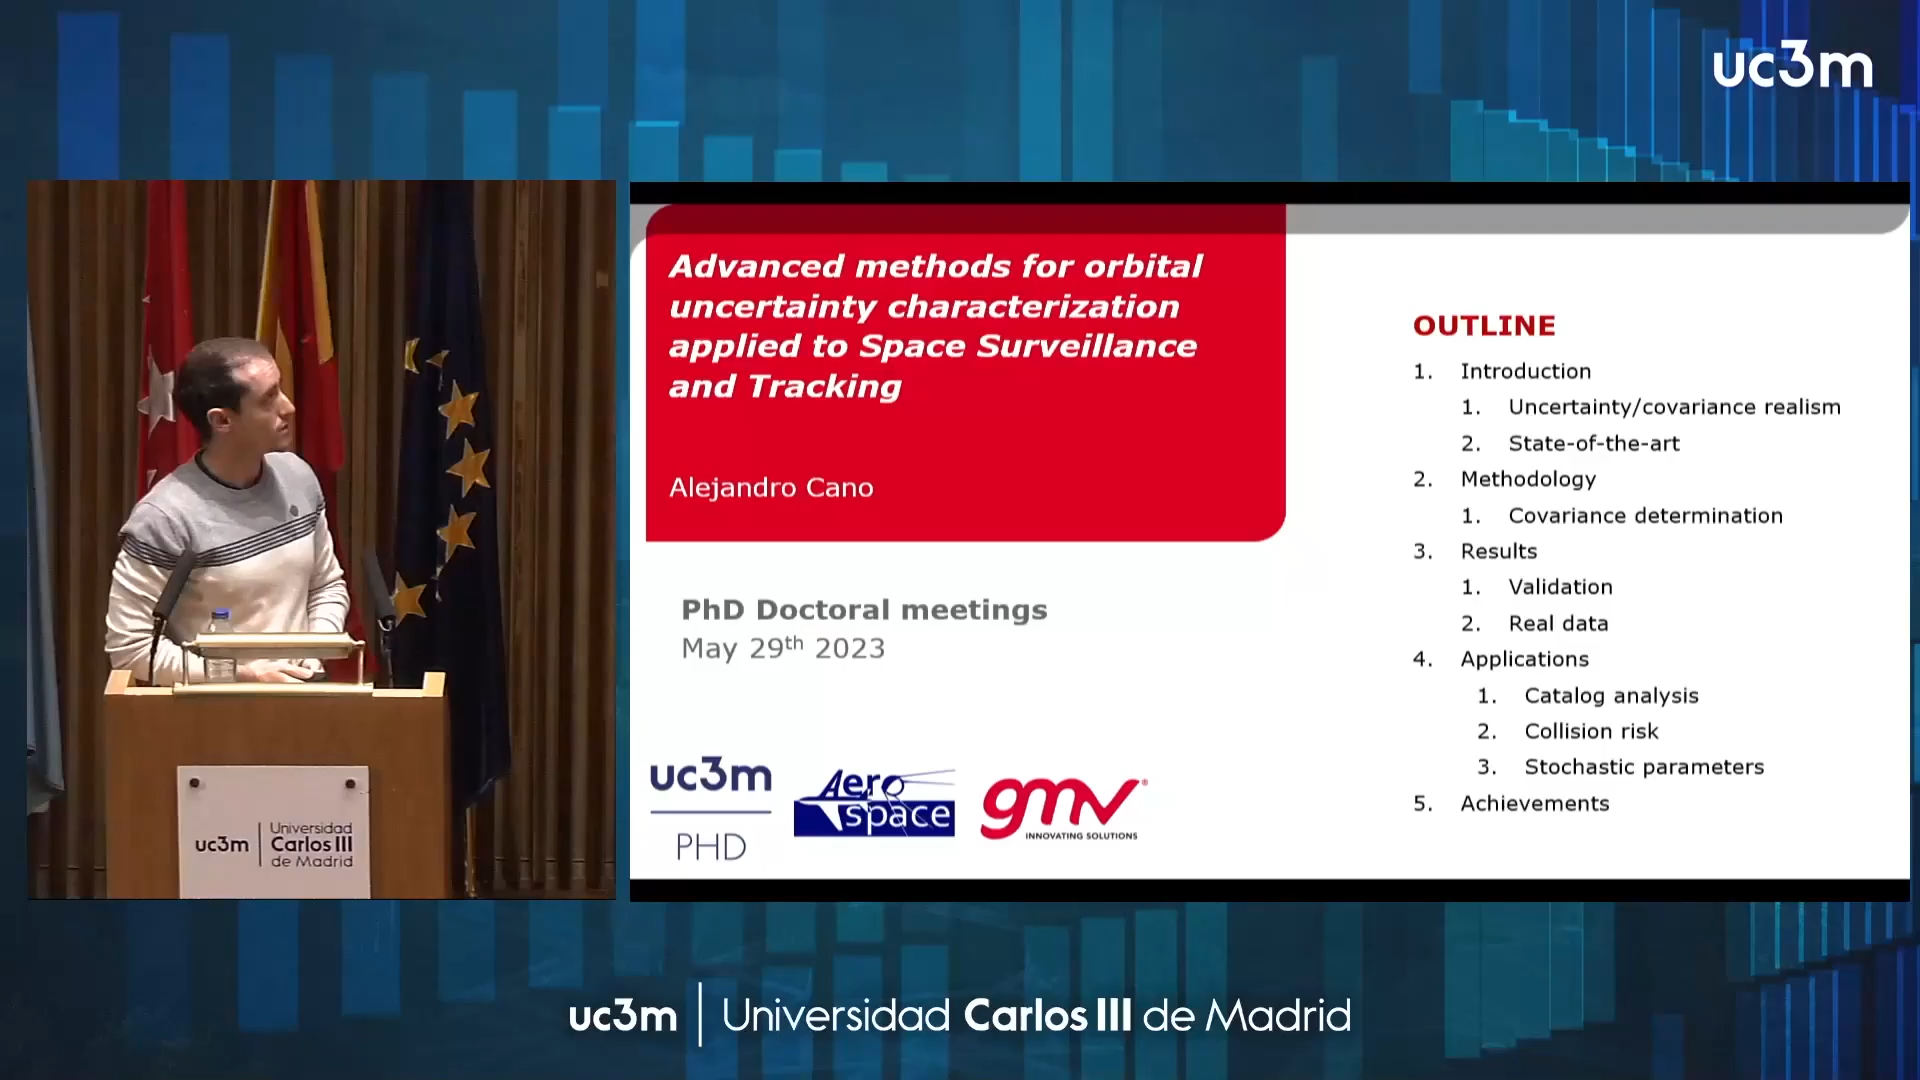 uc3m
Advanced methods for orbital
uncertainty characterization
applied to Space Surveillance
and Tracking
Alejandro Cano
PhD Doctoral meetings
May 29th 2023
uc3m
PHD
Aero
space
gmv
INNOVATING SOLUTIONS
OUTLINE
1. Introduction
1. Uncertainty/covariance realism
2. State-of-the-art
2. Methodology
1. Covariance determination
3. Results
1. Validation
2. Real data
4. Applications
1. Catalog analysis
2. Collision risk
3. Stochastic parameters
5. Achievements
uc3m
Universidad
Carlos III
de Madrid
uc3m | Universidad Carlos III de Madrid